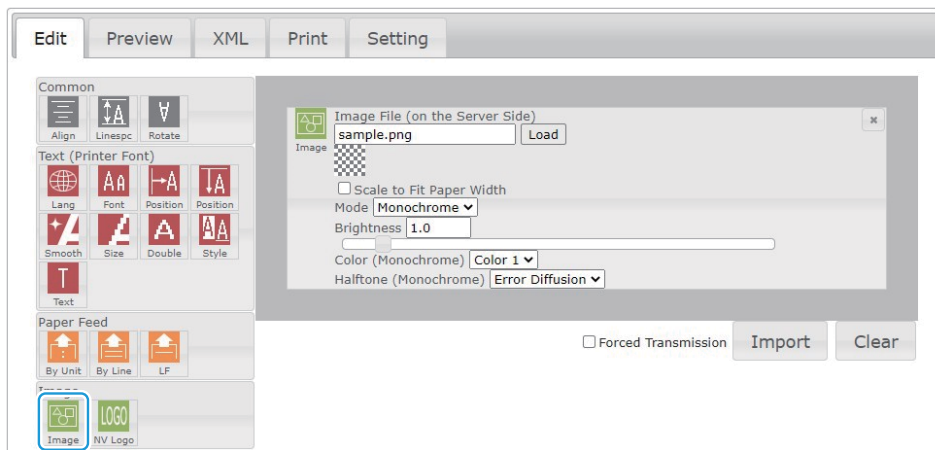 Edit Preview XML Print Setting
Common
Align Linespc Rotate
Text (Printer Font)
Lang Font Position Position
Smooth Size Double Style
Text
Paper Feed
By Unit By Line LF
Image
LOGO
Image NV Logo
Image File (on the Server Side)
Image
sample.png Load
Scale to Fit Paper Width
Mode Monochrome
Brightness 1.0
Color (Monochrome) Color 1
Halftone (Monochrome) Error Diffusion
Forced Transmission Import Clear